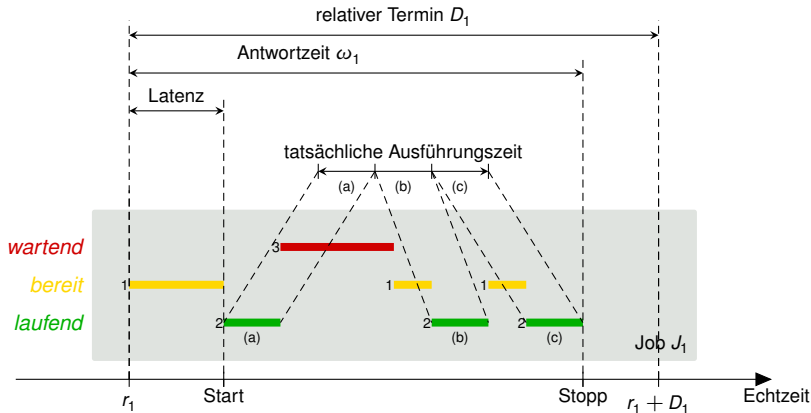 relativer Termin D₁
Antwortzeit ω₁
Latenz
tatsächliche Ausführungszeit
(a) (b) (c)
wartend 3
bereit 1 1 1
laufend 2 2 2
(a) (b) (c)
Job J₁
r₁ Start Stopp r₁ + D₁ Echtzeit